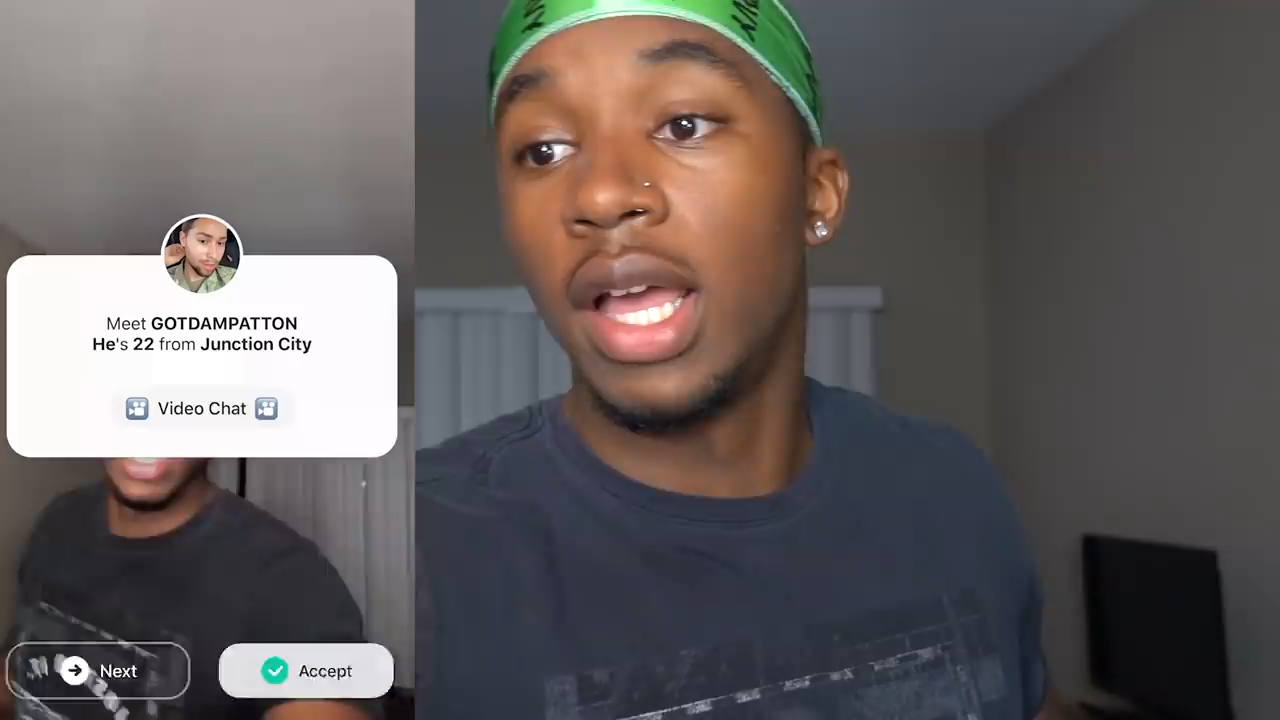 Meet GOTDAMPATTON
He's 22 from Junction City
Video Chat
Next
Accept